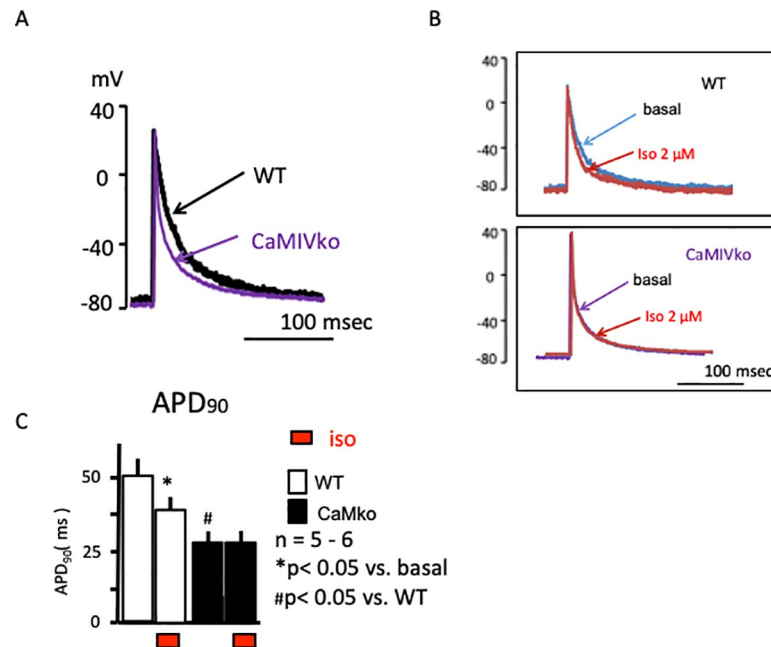 A
mV
40
0
-40
-80
WT
CaMIVko
100 msec
B
40
0
-40
-80
WT
basal
Iso 2 µM
40
0
-40
-80
CaMIVko
basal
Iso 2 µM
100 msec
C
APD90
APD90( ms )
50
25
0
*
#
iso
WT
CaMko
n = 5 - 6
*p< 0.05 vs. basal
#p< 0.05 vs. WT